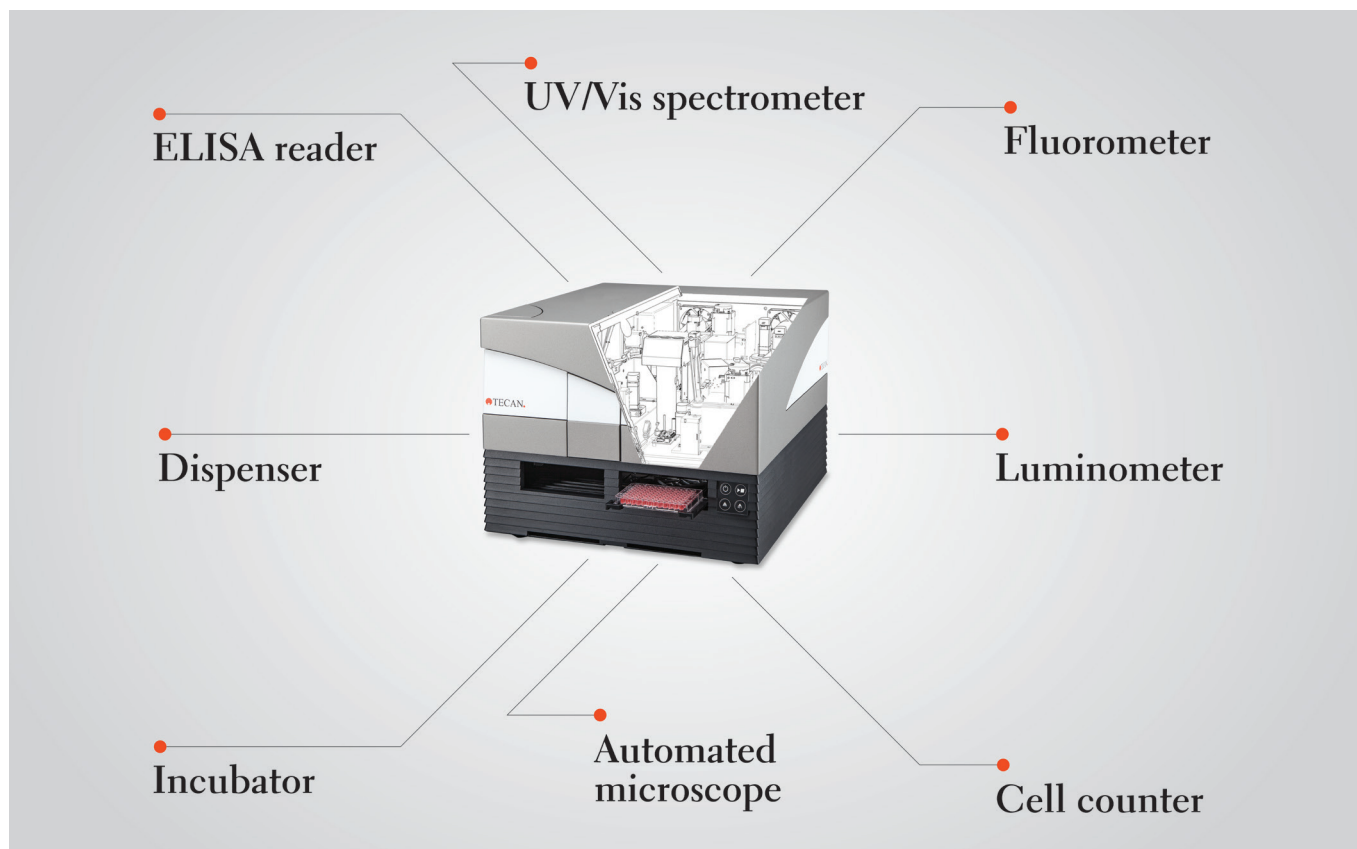 UV/Vis spectrometer
ELISA reader
Fluorometer
TECAN.
Dispenser
Luminometer
Automated
microscope
Incubator
Cell counter